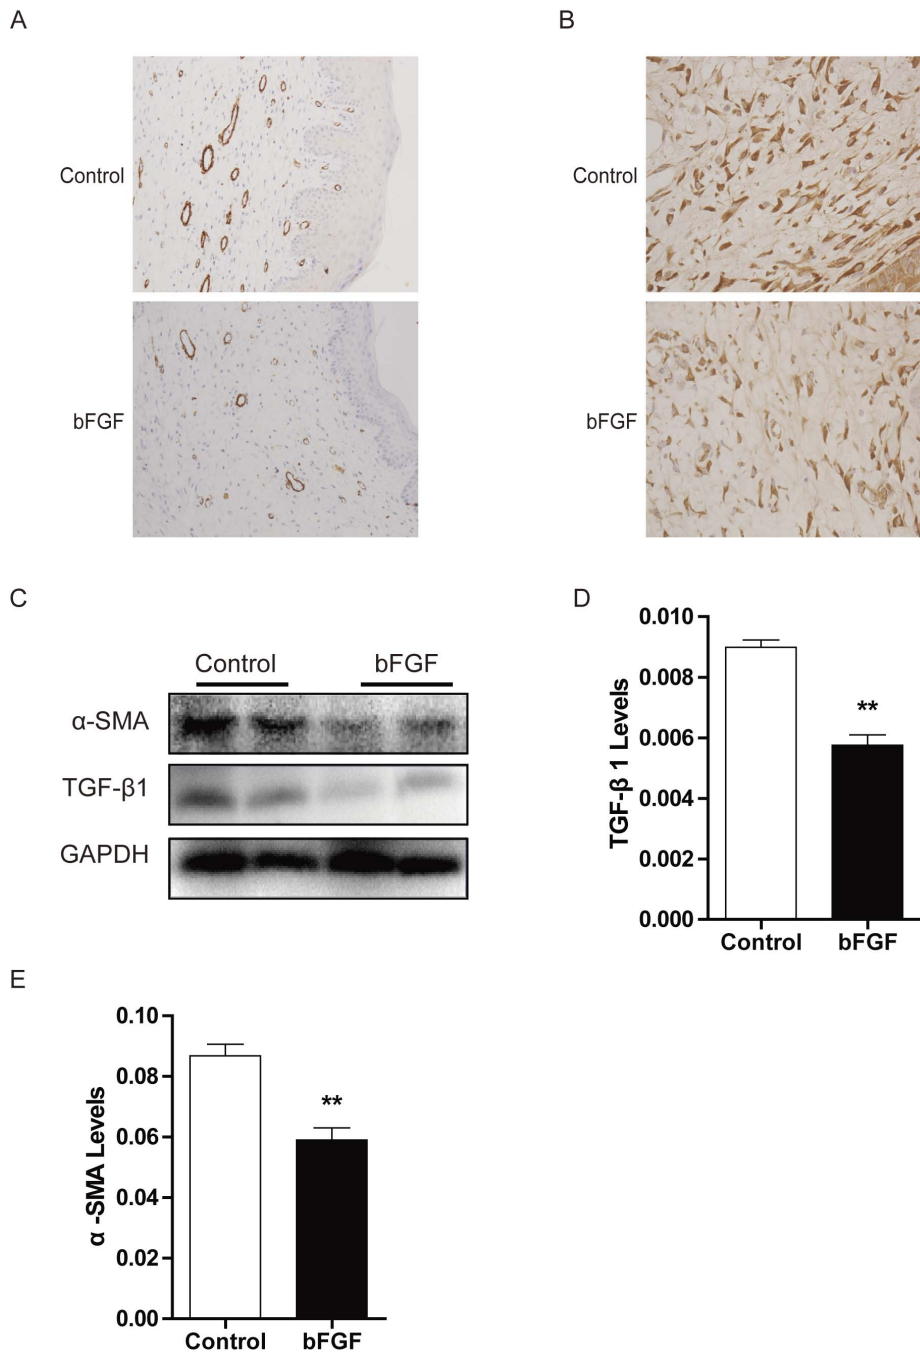 A
Control
bFGF
B
Control
bFGF
C
Control bFGF
α-SMA
TGF-β1
GAPDH
D
TGF-β 1 Levels
0.010
0.008
0.006
0.004
0.002
0.000
**
Control bFGF
E
α -SMA Levels
0.10
0.08
0.06
0.04
0.02
0.00
**
Control bFGF